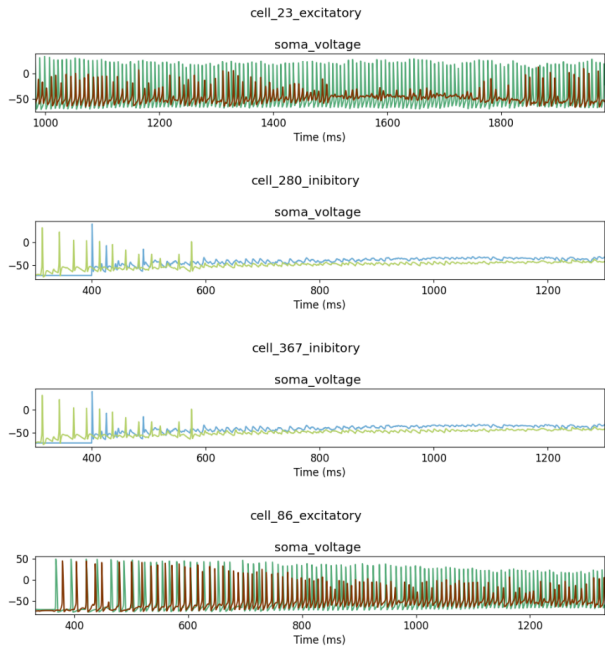 cell_23_excitatory
soma_voltage
0
−50
1000 1200 1400 1600 1800
Time (ms)
cell_280_inibitory
soma_voltage
0
−50
400 600 800 1000 1200
Time (ms)
cell_367_inibitory
soma_voltage
0
−50
400 600 800 1000 1200
Time (ms)
cell_86_excitatory
soma_voltage
50
0
−50
400 600 800 1000 1200
Time (ms)